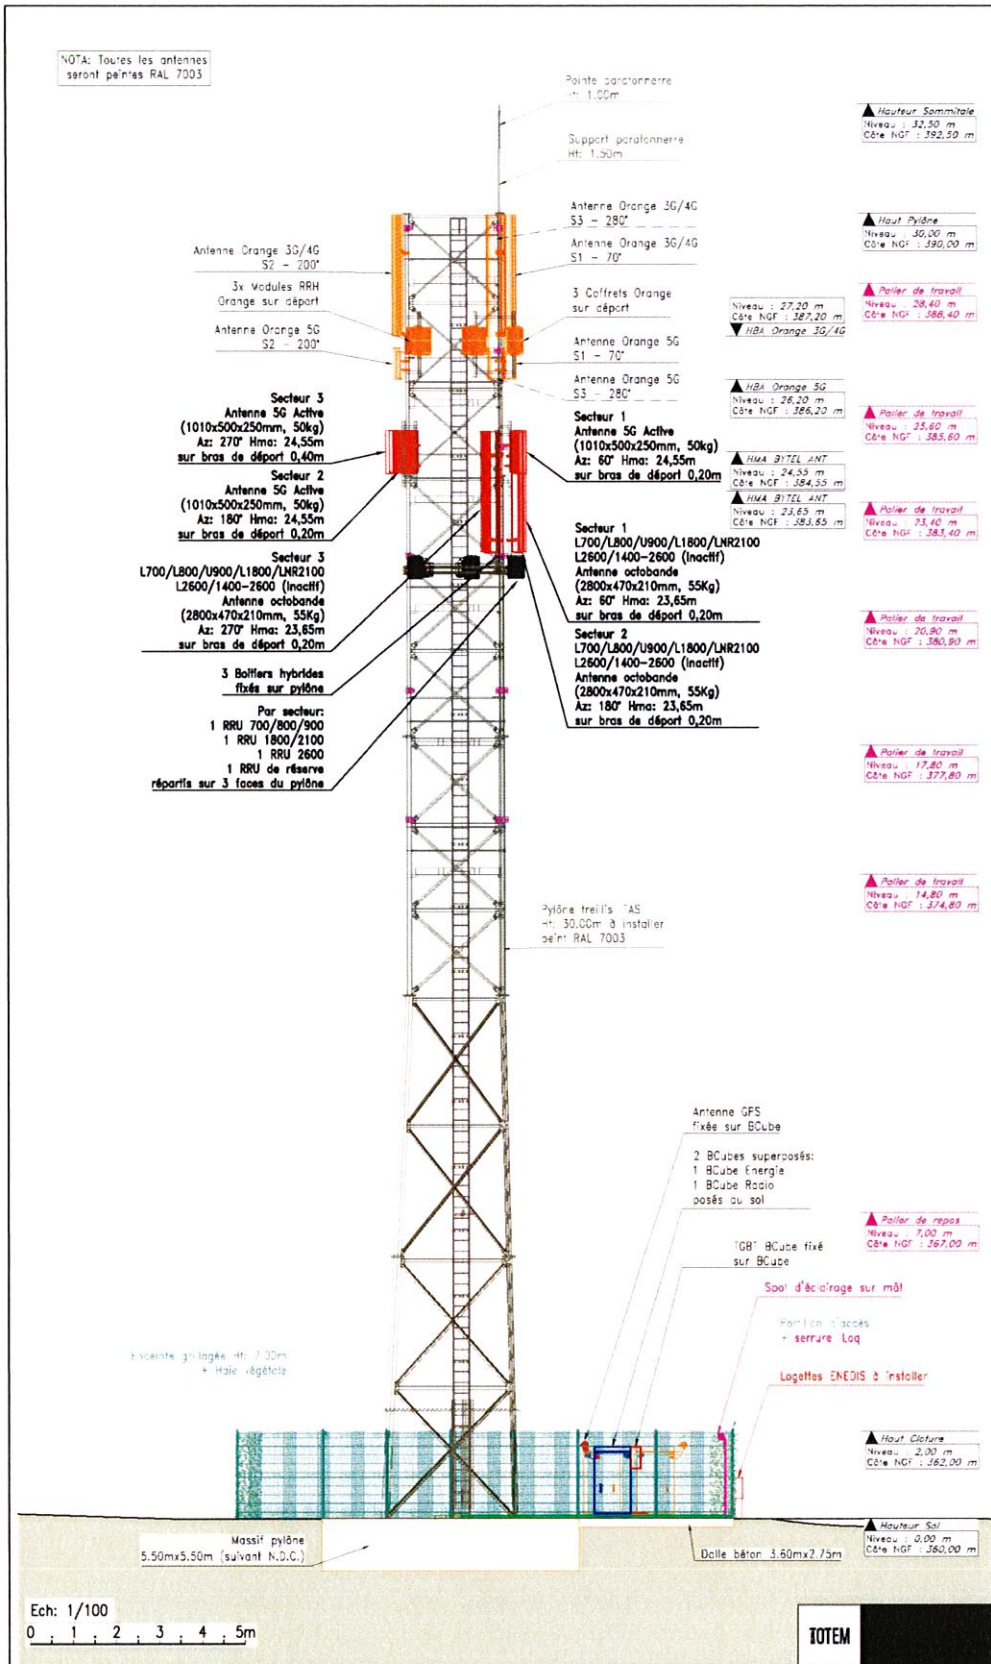 NOTA: Toutes les antennes
seront peintes RAL 7003
Pointe paratonnerre
Ht: 1.00m
Support paratonnerre
Ht: 1.50m
Antenne Orange 3G/4G
S3 - 280°
Antenne Orange 3G/4G
S1 - 70°
Antenne Orange 3G/4G
S2 - 200°
3x Modules RRH
Orange sur départ
3 Coffrets Orange
sur départ
Antenne Orange 5G
S2 - 200°
Antenne Orange 5G
S1 - 70°
Antenne Orange 5G
S3 - 280°
Secteur 3
Antenne 5G Active
(1010x500x250mm, 50kg)
Az: 270° Hma: 24,55m
sur bras de départ 0,40m
Secteur 2
Antenne 5G Active
(1010x500x250mm, 50kg)
Az: 180° Hma: 24,55m
sur bras de départ 0,20m
Secteur 3
L700/L800/U900/L1800/LNR2100
L2600/1400-2600 (Inactif)
Antenne octobande
(2800x470x210mm, 55Kg)
Az: 270° Hma: 23,65m
sur bras de départ 0,20m
3 Boitiers hybrides
fixés sur pylône
Par secteur:
1 RRU 700/800/900
1 RRU 1800/2100
1 RRU 2600
1 RRU de réserve
répartis sur 3 faces du pylône
Secteur 1
Antenne 5G Active
(1010x500x250mm, 50kg)
Az: 60° Hma: 24,55m
sur bras de départ 0,20m
Secteur 1
L700/L800/U900/L1800/LNR2100
L2600/1400-2600 (Inactif)
Antenne octobande
(2800x470x210mm, 55Kg)
Az: 60° Hma: 23,65m
sur bras de départ 0,20m
Secteur 2
L700/L800/U900/L1800/LNR2100
L2600/1400-2600 (Inactif)
Antenne octobande
(2800x470x210mm, 55Kg)
Az: 180° Hma: 23,65m
sur bras de départ 0,20m
Niveau : 27,20 m
Côte NGF : 387,20 m
HBA Orange 3G/4G
HBA Orange 5G
Niveau : 26,20 m
Côte NGF : 386,20 m
HMA BYTEL ANT
Niveau : 24,55 m
Côte NGF : 384,55 m
HMA BYTEL ANT
Niveau : 23,65 m
Côte NGF : 383,65 m
Hauteur Sommitale
Niveau : 32,50 m
Côte NGF : 392,50 m
Haut Pylône
Niveau : 30,00 m
Côte NGF : 390,00 m
Palier de travail
Niveau : 28,40 m
Côte NGF : 388,40 m
Palier de travail
Niveau : 25,60 m
Côte NGF : 385,60 m
Palier de travail
Niveau : 23,40 m
Côte NGF : 383,40 m
Palier de travail
Niveau : 20,90 m
Côte NGF : 380,90 m
Palier de travail
Niveau : 17,80 m
Côte NGF : 377,80 m
Palier de travail
Niveau : 14,80 m
Côte NGF : 374,80 m
Pylône treillis TAS
Ht: 30.00m à installer
peint RAL 7003
Antenne GPS
fixée sur BCube
2 BCubes superposés:
1 BCube Energie
1 BCube Radio
posés au sol
TGBT BCube fixé
sur BCube
Palier de repos
Niveau : 7,00 m
Côte NGF : 367,00 m
Spot d'éclairage sur mât
Portillon d'accès
+ serrure Loq
Logettes ENEDIS à installer
Enceinte grillagée Ht: 2.00m
+ Haie végétale
Haut Cloture
Niveau : 2,00 m
Côte NGF : 362,00 m
Hauteur Sol
Niveau : 0,00 m
Côte NGF : 360,00 m
Massif pylône
5.50mx5.50m (suivant N.D.C.)
Dalle béton 3.60mx2.75m
Ech: 1/100
0 1 2 3 4 5m
TOTEM